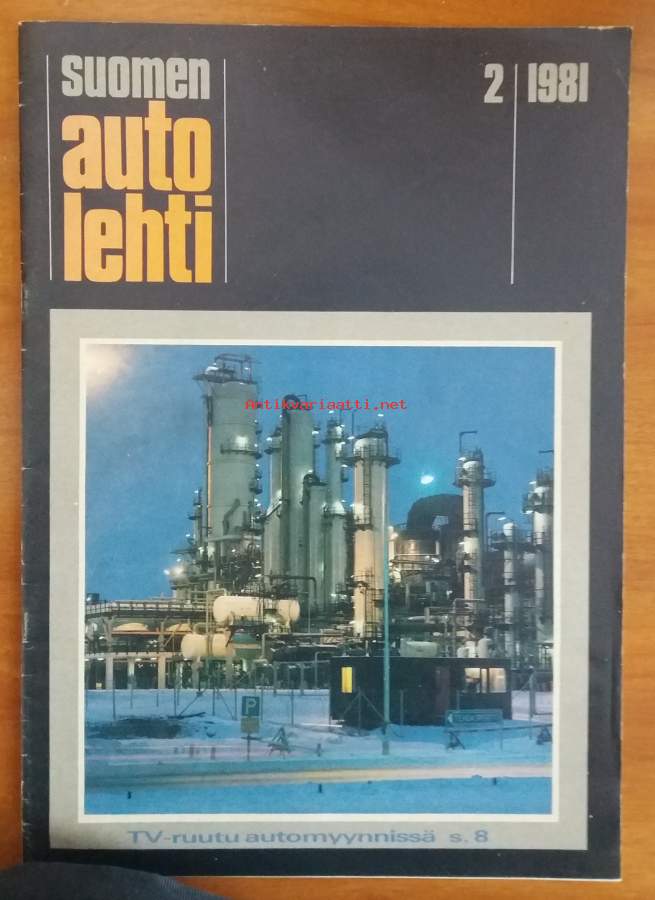 suomen
auto
lehti
2 1981
Antikvariaatti.net
P
TV-ruutu automyynnissä s. 8